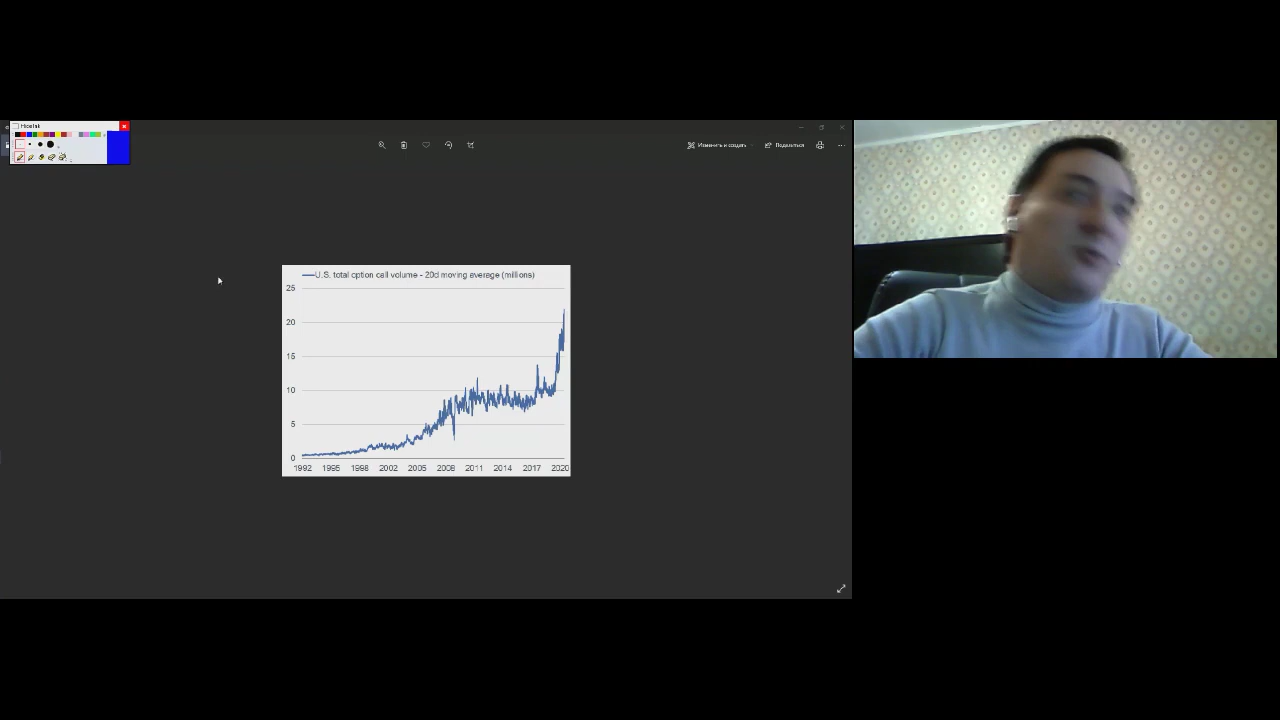 Изменить и создать
Поделиться
U.S. total option call volume - 20d moving average (millions)
25
20
15
10
5
0
1992 1995 1998 2002 2005 2008 2011 2014 2017 2020